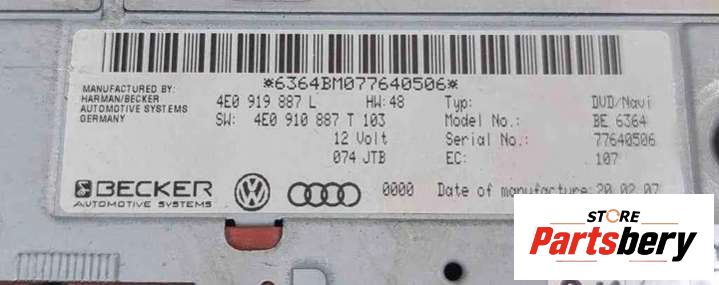 *6364BM077640506*
MANUFACTURED BY:
HARMAN/BECKER
AUTOMOTIVE SYSTEMS
GERMANY
4E0 919 887 L HW:48 Typ: DVD/Navi
SW: 4E0 910 887 T 103 Model No.: BE 6364
12 Volt Serial No.: 77640506
074 JTB EC: 107
BECKER
AUTOMOTIVE SYSTEMS
0000 Date of manufacture:20.02.07
STORE
Partsbery